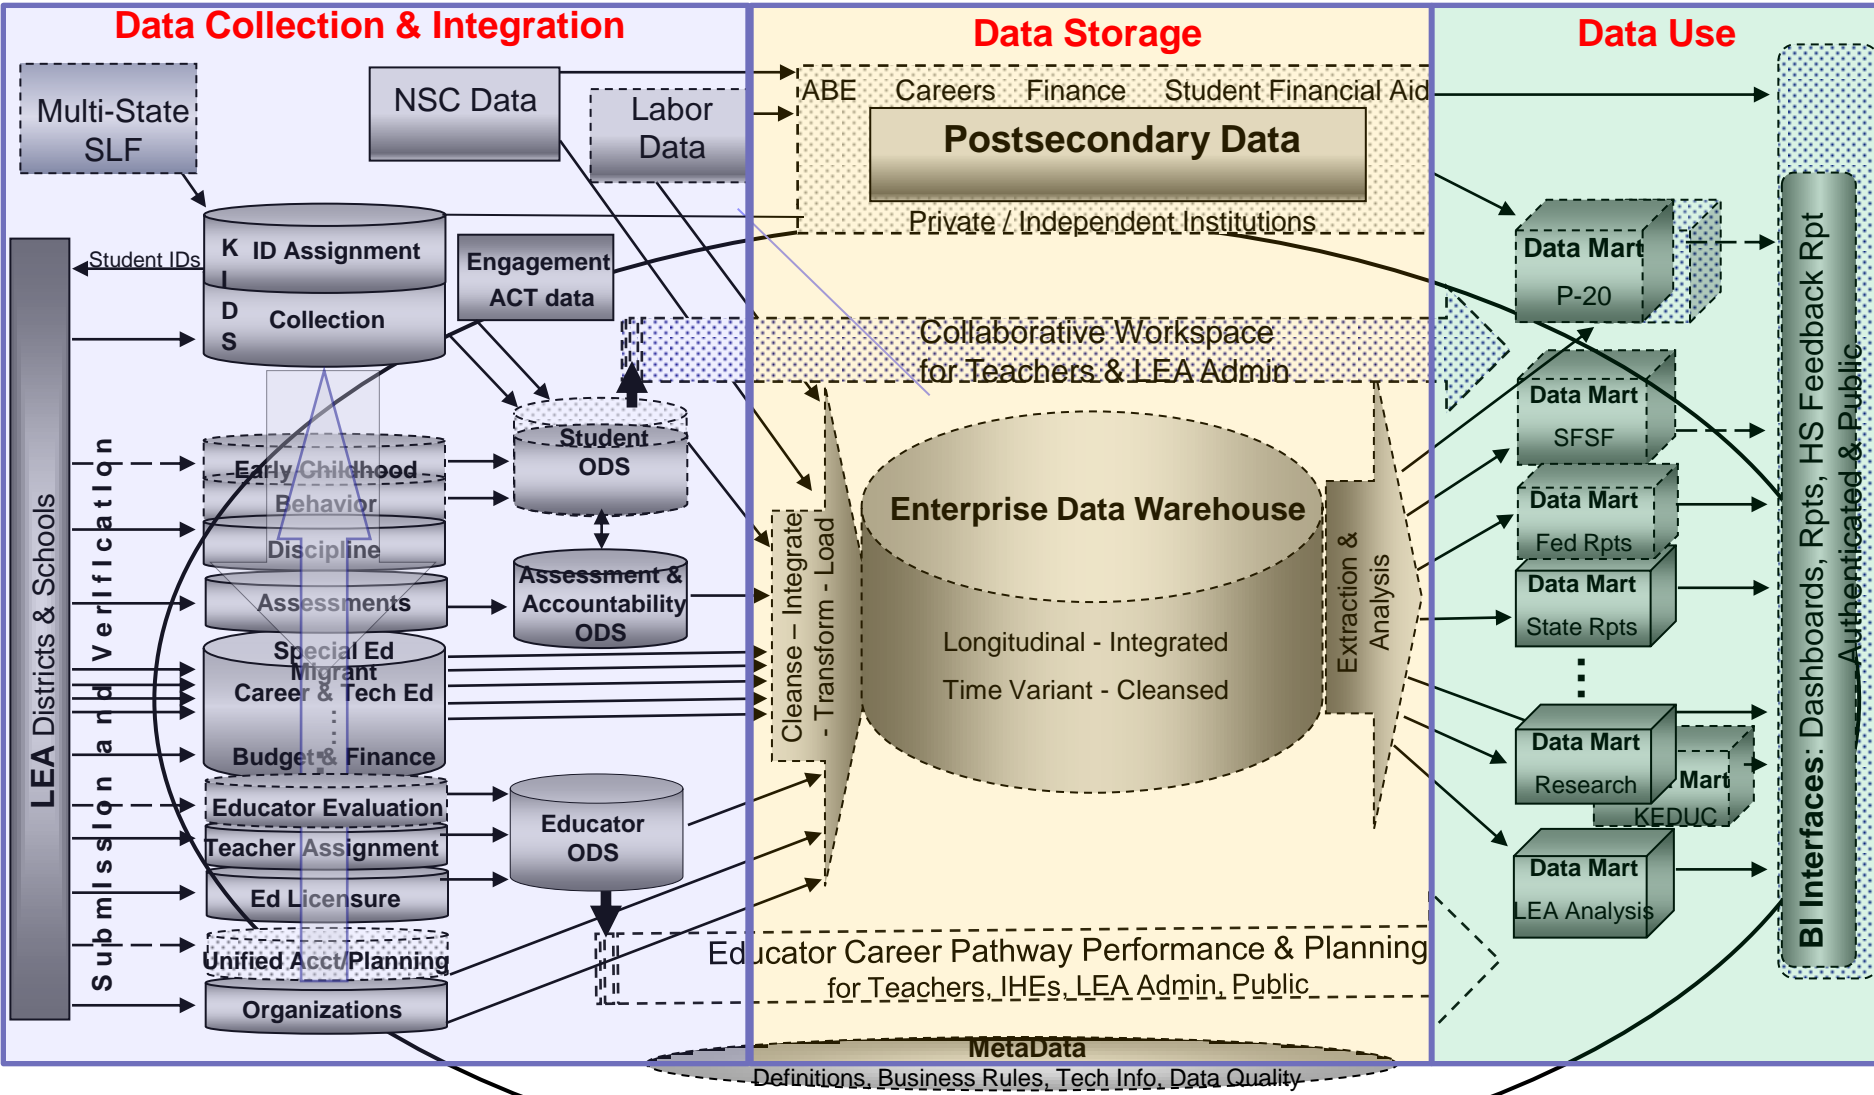 Data Collection & Integration
Data Storage
Data Use
Multi-State
SLF
NSC Data
Labor
Data
ABE Careers Finance Student Financial Aid
Postsecondary Data
Private / Independent Institutions
Student IDs
K
I
D
S
ID Assignment
Collection
Engagement
ACT data
Collaborative Workspace
for Teachers & LEA Admin
LEA Districts & Schools
Submission and Verification
Early Childhood
Behavior
Discipline
Assessments
Special Ed
Migrant
Career & Tech Ed
Budget & Finance
Educator Evaluation
Teacher Assignment
Ed Licensure
Unified Acct/Planning
Organizations
Student
ODS
Assessment &
Accountability
ODS
Educator
ODS
Cleanse – Integrate
- Transform - Load
Enterprise Data Warehouse
Longitudinal - Integrated
Time Variant - Cleansed
Extraction &
Analysis
Educator Career Pathway Performance & Planning
for Teachers, IHEs, LEA Admin, Public
MetaData
Definitions, Business Rules, Tech Info, Data Quality
Data Mart
P-20
Data Mart
SFSF
Data Mart
Fed Rpts
Data Mart
State Rpts
Data Mart
Research
Mart
KEDUC
Data Mart
LEA Analysis
BI Interfaces: Dashboards, Rpts, HS Feedback Rpt
Authenticated & Public